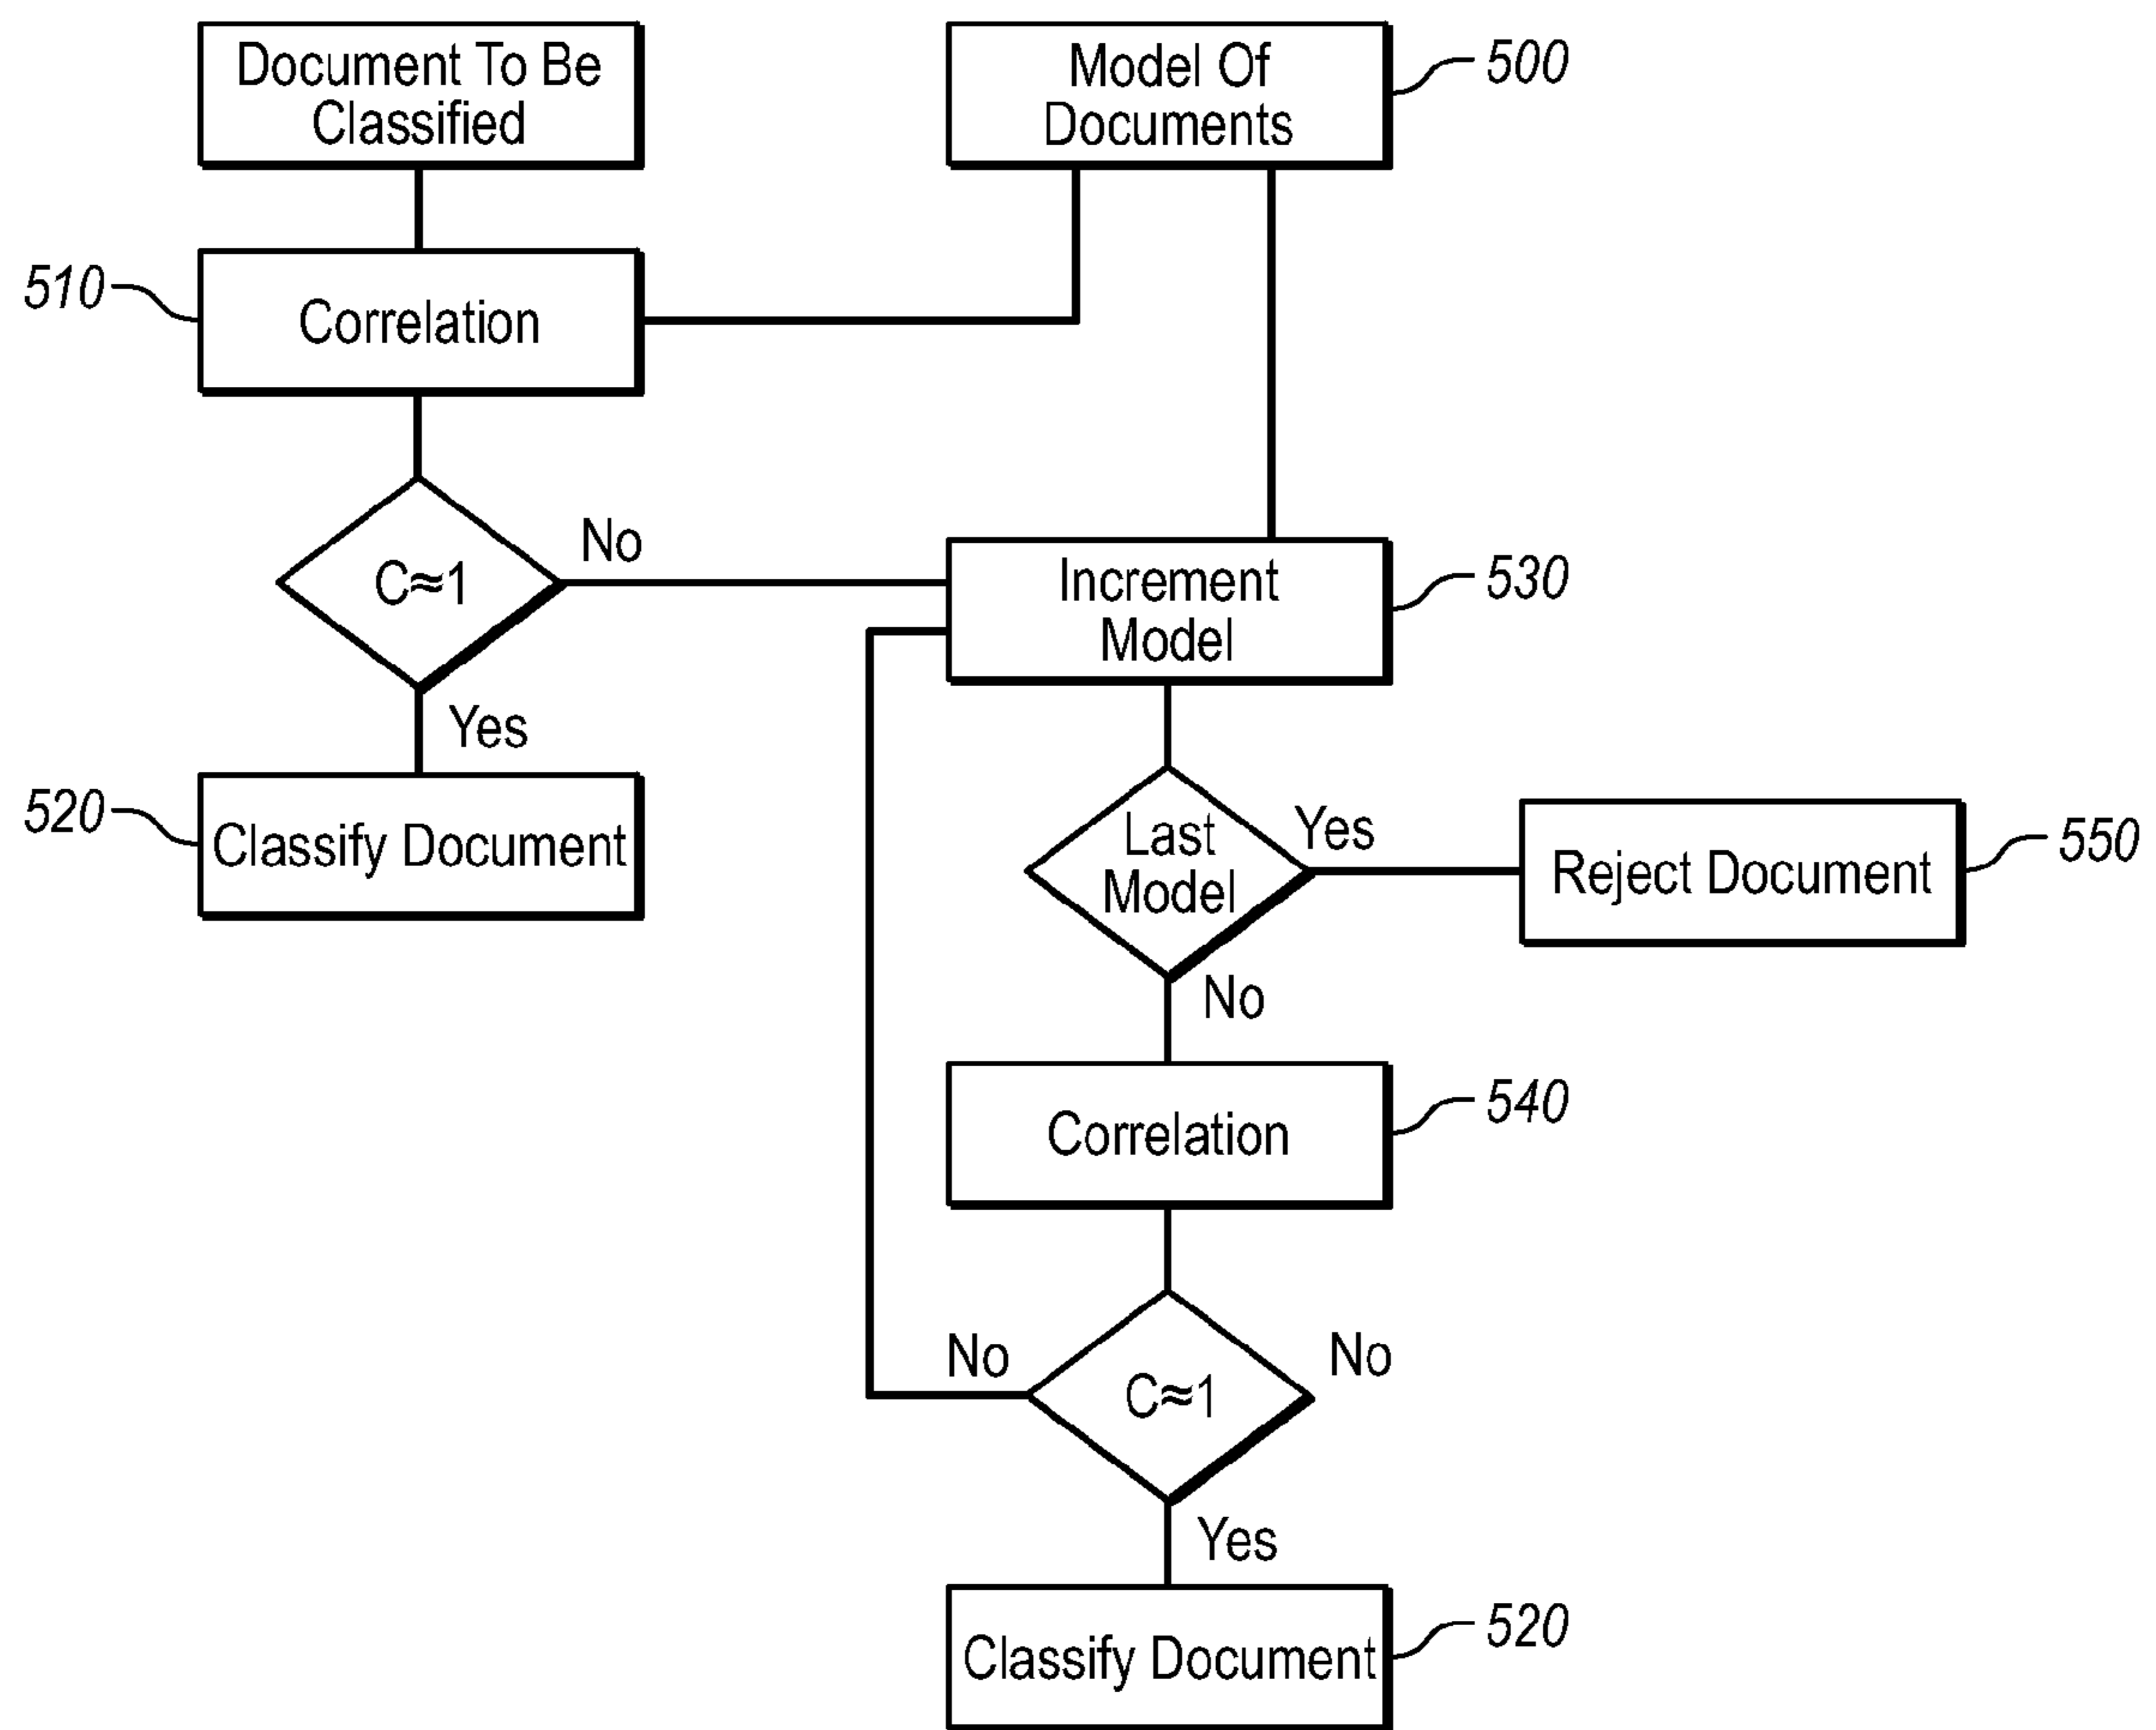 Document To Be
Classified
Model Of
Documents
500
510
Correlation
C≈1
No
Increment
Model
530
Yes
520
Classify Document
Last
Model
Yes
Reject Document
550
No
Correlation
540
No
C≈1
No
Yes
Classify Document
520